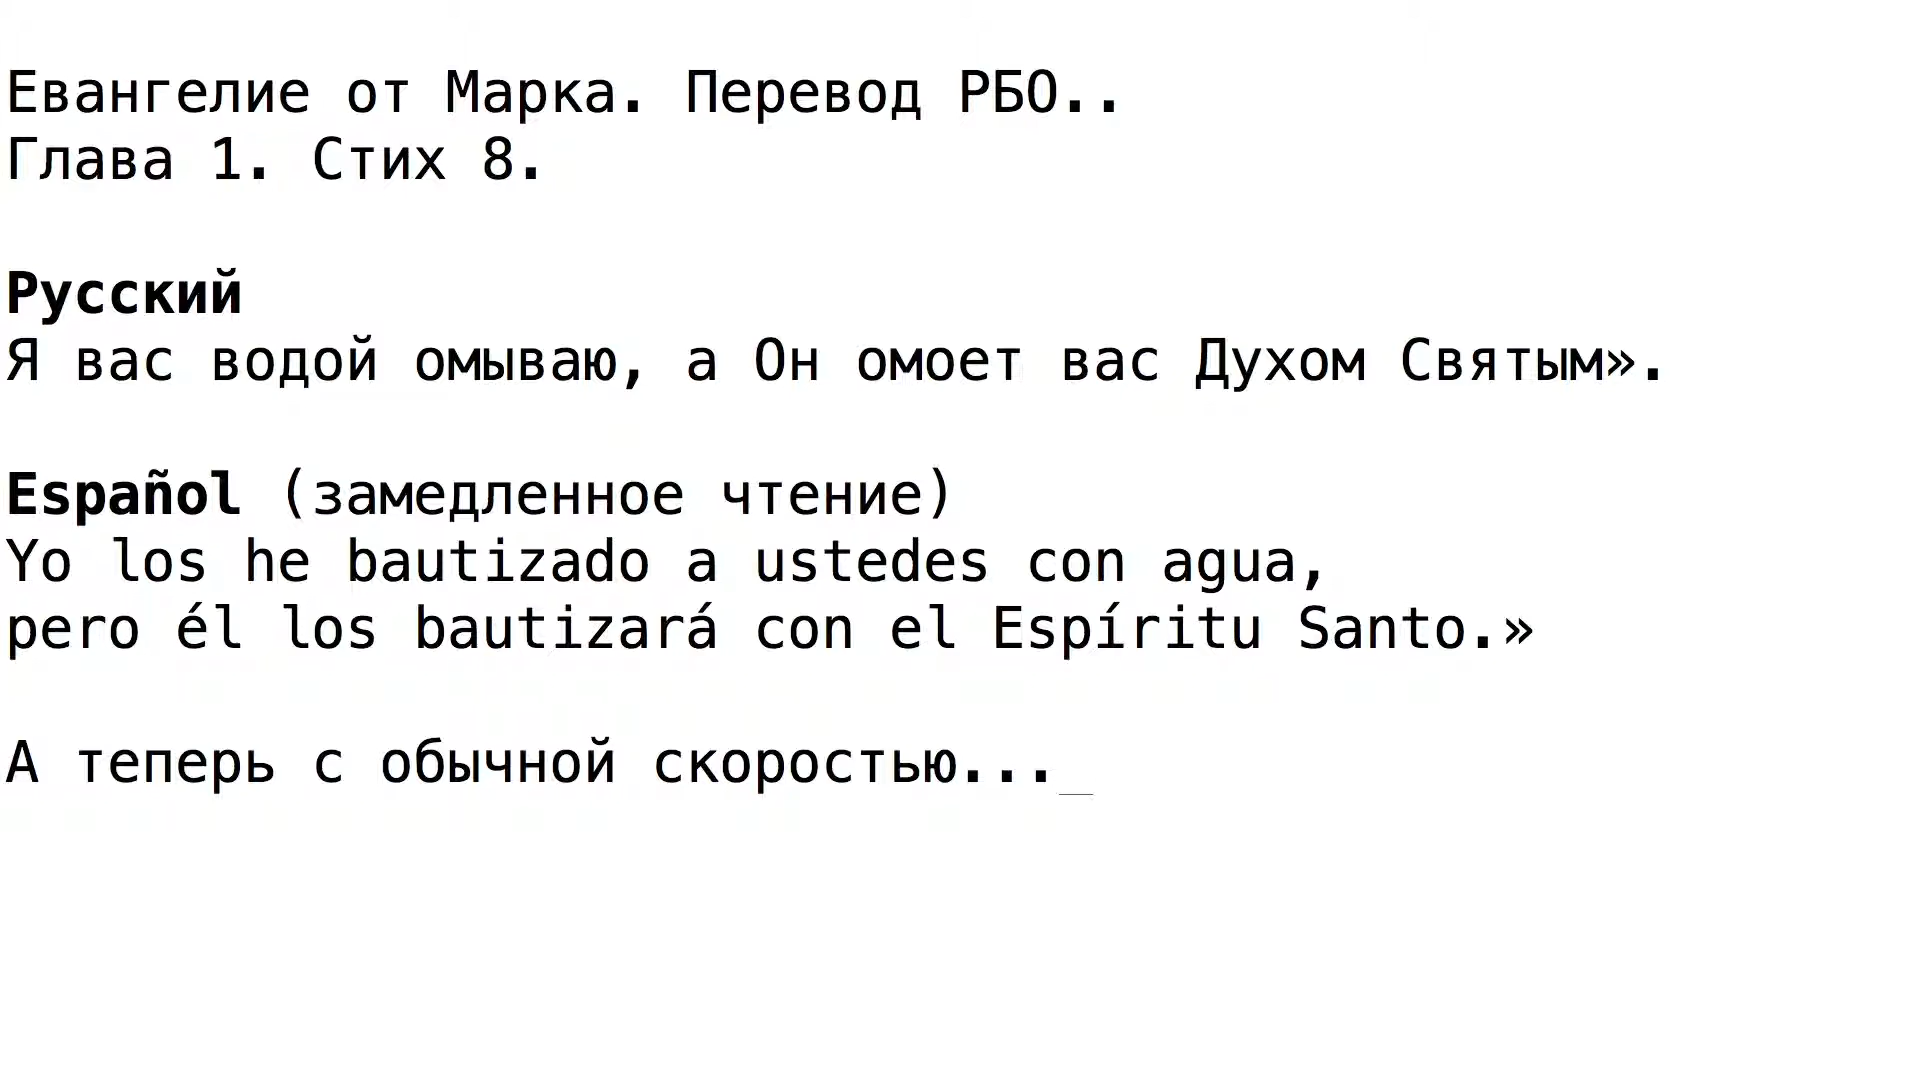 Евангелие от Марка. Перевод РБО..
Глава 1. Стих 8.
Русский
Я вас водой омываю, а Он омоет вас Духом Святым».
Español (замедленное чтение)
Yo los he bautizado a ustedes con agua,
pero él los bautizará con el Espíritu Santo.»
А теперь с обычной скоростью..._